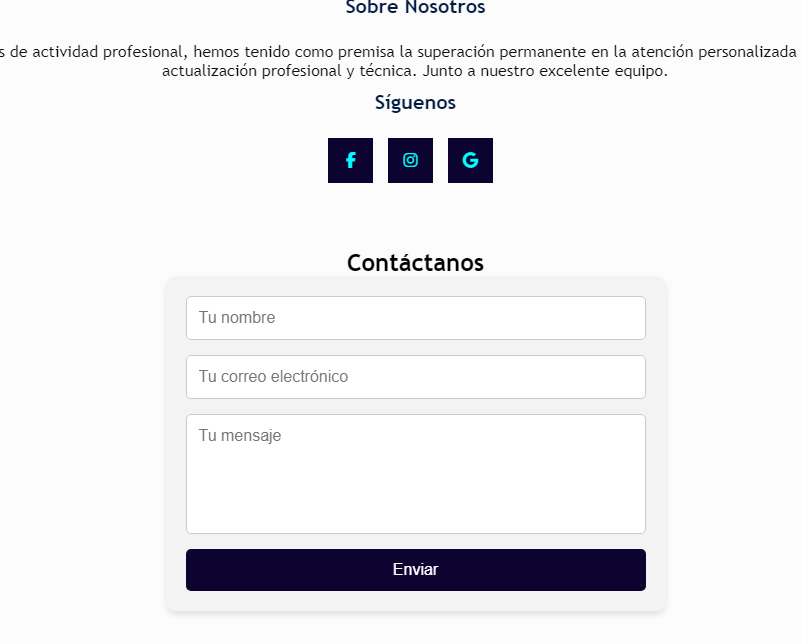 Sobre Nosotros
de actividad profesional, hemos tenido como premisa la superación permanente en la atención personalizada
actualización profesional y técnica. Junto a nuestro excelente equipo.
Síguenos
Contáctanos
Tu nombre
Tu correo electrónico
Tu mensaje
Enviar